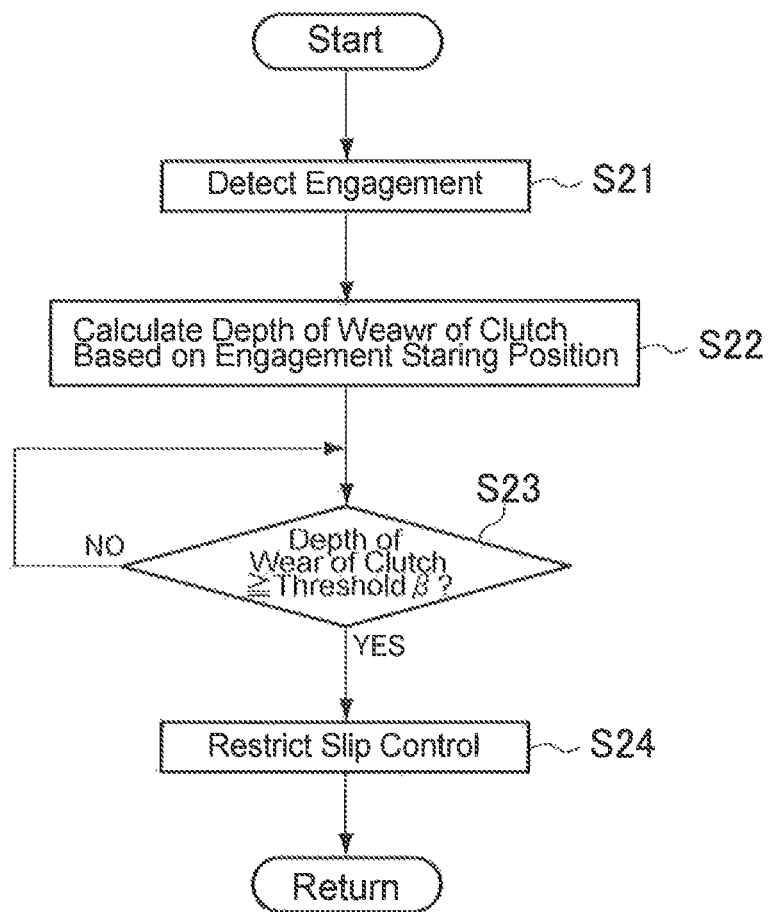 Start
Detect Engagement
S21
Calculate Depth of Weawr of Clutch
Based on Engagement Staring Position
S22
S23
Depth of
Wear of Clutch
≧Threshold β?
NO
YES
Restrict Slip Control
S24
Return